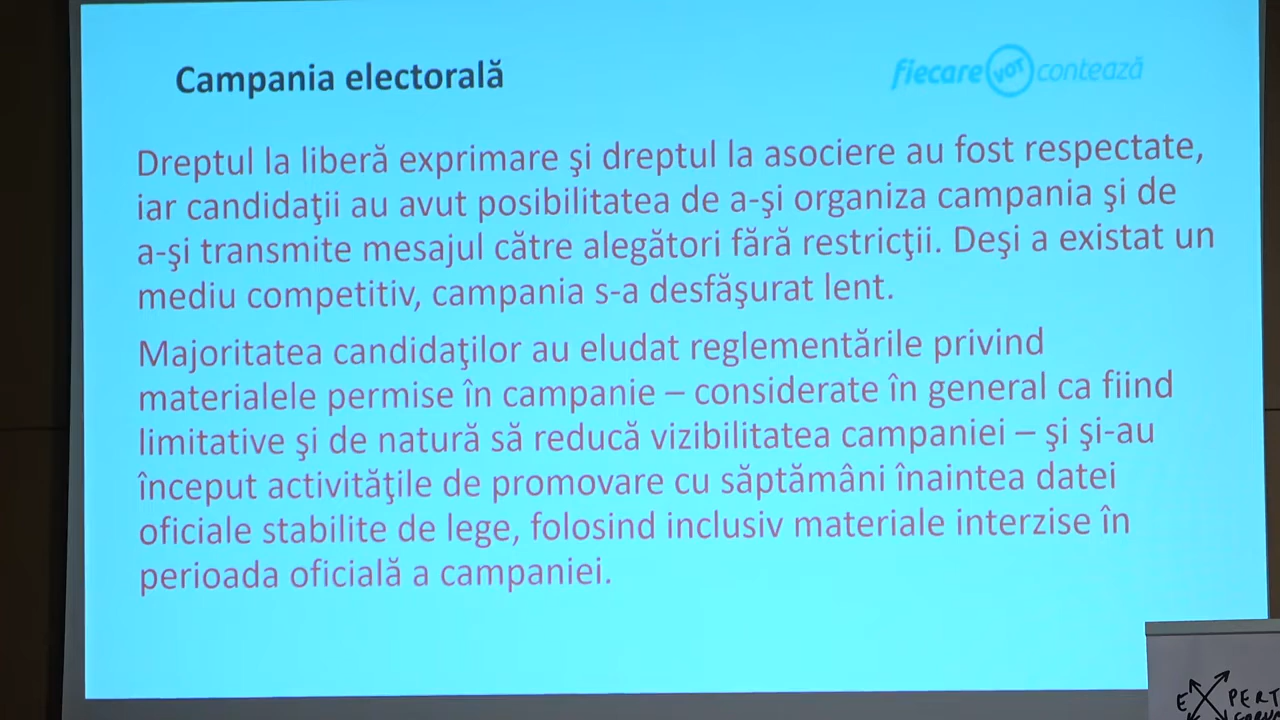 Campania electorală
fiecare VOT contează
Dreptul la liberă exprimare şi dreptul la asociere au fost respectate,
iar candidaţii au avut posibilitatea de a-şi organiza campania şi de
a-şi transmite mesajul către alegători fără restricţii. Deşi a existat un
mediu competitiv, campania s-a desfăşurat lent.
Majoritatea candidaţilor au eludat reglementările privind
materialele permise în campanie – considerate în general ca fiind
limitative şi de natură să reducă vizibilitatea campaniei – şi şi-au
început activităţile de promovare cu săptămâni înaintea datei
oficiale stabilite de lege, folosind inclusiv materiale interzise în
perioada oficială a campaniei.
EXPERT